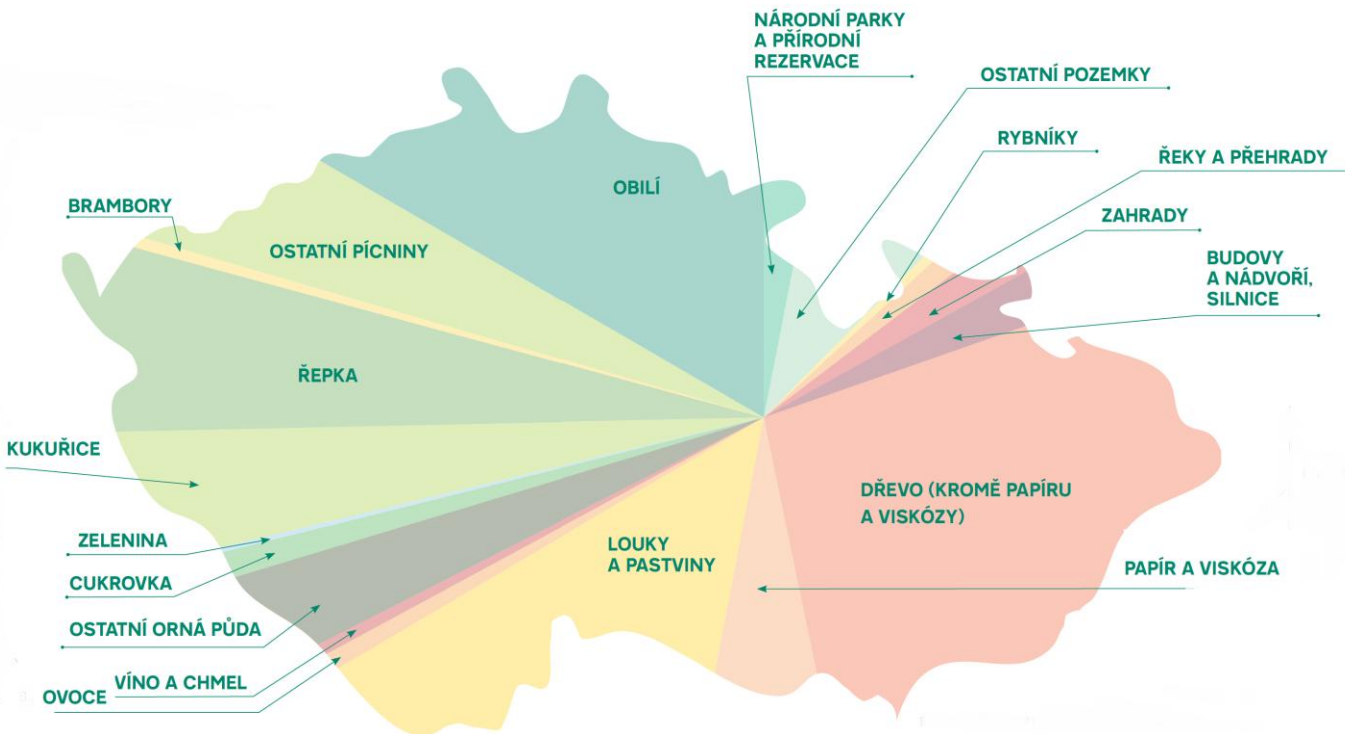 NÁRODNÍ PARKY
A PŘÍRODNÍ
REZERVACE
OSTATNÍ POZEMKY
RYBNÍKY
ŘEKY A PŘEHRADY
ZAHRADY
BUDOVY
A NÁDVOŘÍ,
SILNICE
OBILÍ
BRAMBORY
OSTATNÍ PÍCNINY
ŘEPKA
KUKUŘICE
ZELENINA
CUKROVKA
OSTATNÍ ORNÁ PŮDA
VÍNO A CHMEL
OVOCE
LOUKY
A PASTVINY
DŘEVO (KROMĚ PAPÍRU
A VISKÓZY)
PAPÍR A VISKÓZA